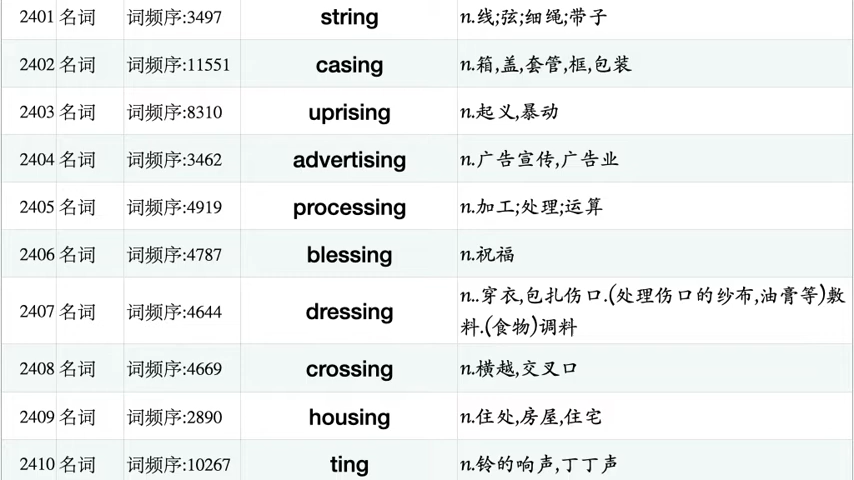 2401 名词 词频序:3497 string n.线;弦;细绳;带子
2402 名词 词频序:11551 casing n.箱,盖,套管,框,包装
2403 名词 词频序:8310 uprising n.起义,暴动
2404 名词 词频序:3462 advertising n.广告宣传,广告业
2405 名词 词频序:4919 processing n.加工;处理;运算
2406 名词 词频序:4787 blessing n.祝福
2407 名词 词频序:4644 dressing n..穿衣,包扎伤口.(处理伤口的纱布,油膏等)敷
料.(食物)调料
2408 名词 词频序:4669 crossing n.横越,交叉口
2409 名词 词频序:2890 housing n.住处,房屋,住宅
2410 名词 词频序:10267 ting n.铃的响声,丁丁声